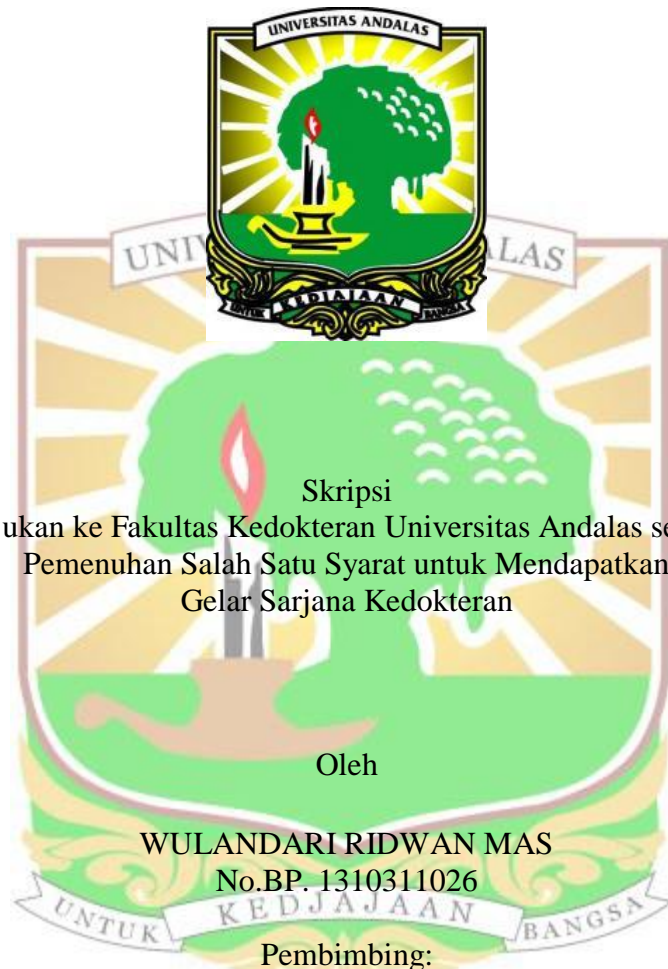 UNIVERSITAS ANDALAS
UNTUK KEDJAJAAN BANGSA
Skripsi
ukan ke Fakultas Kedokteran Universitas Andalas se
Pemenuhan Salah Satu Syarat untuk Mendapatkan
Gelar Sarjana Kedokteran
Oleh
WULANDARI RIDWAN MAS
No.BP. 1310311026
UNTUK KEDJAJAAN BANGSA
Pembimbing: